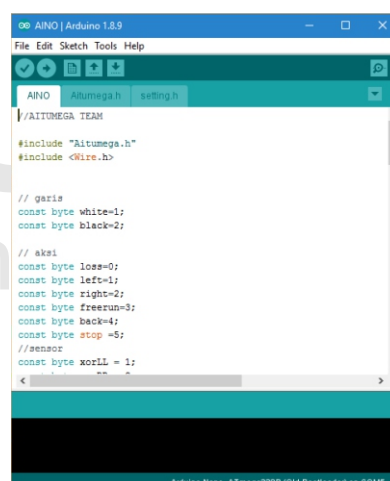 AINO | Arduino 1.8.9
File Edit Sketch Tools Help
AINO Aitumega.h setting.h
//AITUMEGA TEAM
#include "Aitumega.h"
#include <Wire.h>
// garis
const byte white=1;
const byte black=2;
// aksi
const byte loss=0;
const byte left=1;
const byte right=2;
const byte freerun=3;
const byte back=4;
const byte stop =5;
//sensor
const byte xorLL = 1;